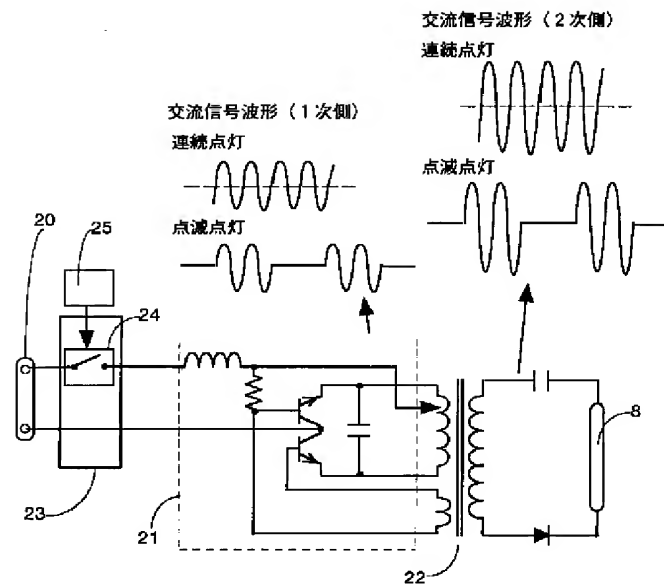 交流信号波形（２次側）
連続点灯
交流信号波形（１次側）
連続点灯
点滅点灯
点滅点灯
20
25
24
8
23
21
22